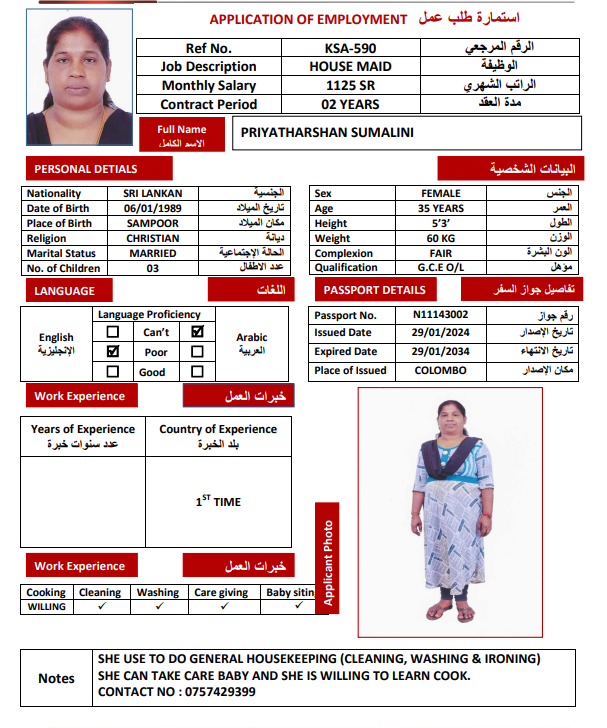 APPLICATION OF EMPLOYMENT استمارة طلب عمل
Ref No. KSA-590 الرقم المرجعي
Job Description HOUSE MAID الوظيفة
Monthly Salary 1125 SR الراتب الشهري
Contract Period 02 YEARS مدة العقد
Full Name PRIYATHARSHAN SUMALINI
الاسم الكامل
PERSONAL DETIALS البيانات الشخصية
Nationality SRI LANKAN الجنسية
Date of Birth 06/01/1989 تاريخ الميلاد
Place of Birth SAMPOOR مكان الميلاد
Religion CHRISTIAN ديانة
Marital Status MARRIED الحالة الإجتماعية
No. of Children 03 عدد الاطفال
Sex FEMALE الجنس
Age 35 YEARS العمر
Height 5’3’ الطول
Weight 60 KG الوزن
Complexion FAIR الون البشرة
Qualification G.C.E O/L مؤهل
LANGUAGE اللغات
Language Proficiency
English Can’t Arabic
الإنجليزية Poor العربية
Good
PASSPORT DETAILS تفاصيل جواز السفر
Passport No. N11143002 رقم جواز
Issued Date 29/01/2024 تاريخ الإصدار
Expired Date 29/01/2034 تاريخ الانتهاء
Place of Issued COLOMBO مكان الإصدار
Work Experience خبرات العمل
Years of Experience Country of Experience
عدد سنوات خبرة بلد الخبرة
1ST TIME
Applicant Photo
Work Experience خبرات العمل
Cooking Cleaning Washing Care giving Baby siting
WILLING ✓ ✓ ✓ ✓
Notes
SHE USE TO DO GENERAL HOUSEKEEPING (CLEANING, WASHING & IRONING)
SHE CAN TAKE CARE BABY AND SHE IS WILLING TO LEARN COOK.
CONTACT NO : 0757429399